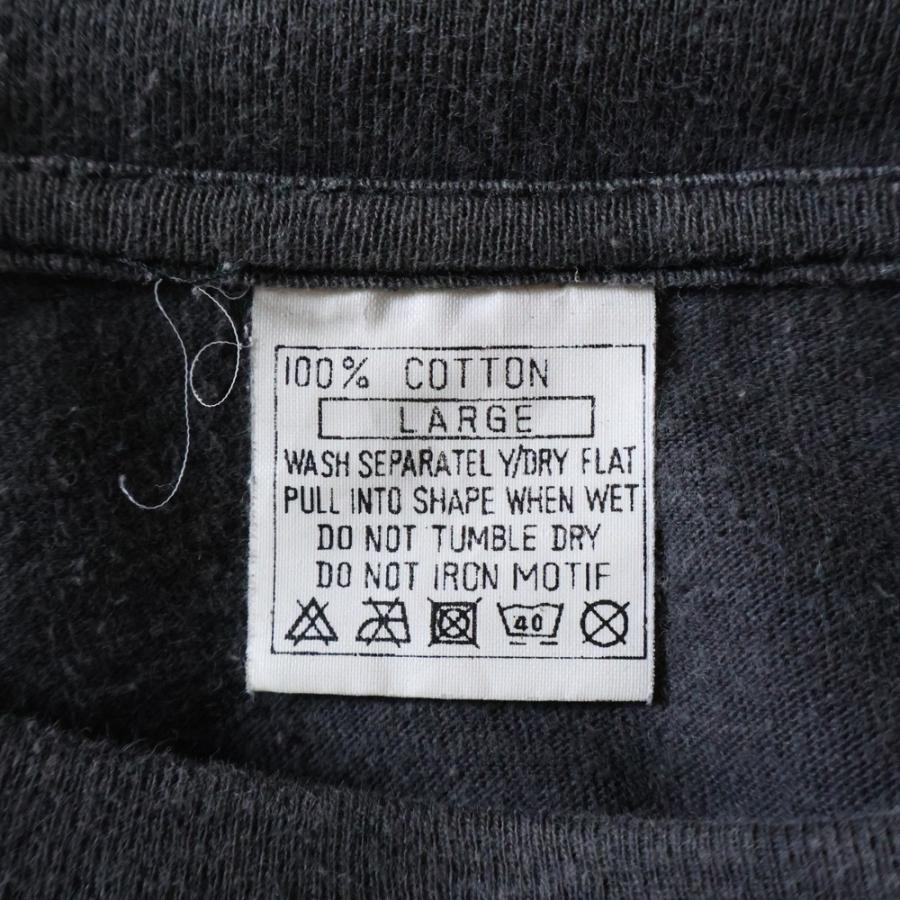 100% COTTON
LARGE
WASH SEPARATELY/DRY FLAT
PULL INTO SHAPE WHEN WET
DO NOT TUMBLE DRY
DO NOT IRON MOTIF
40